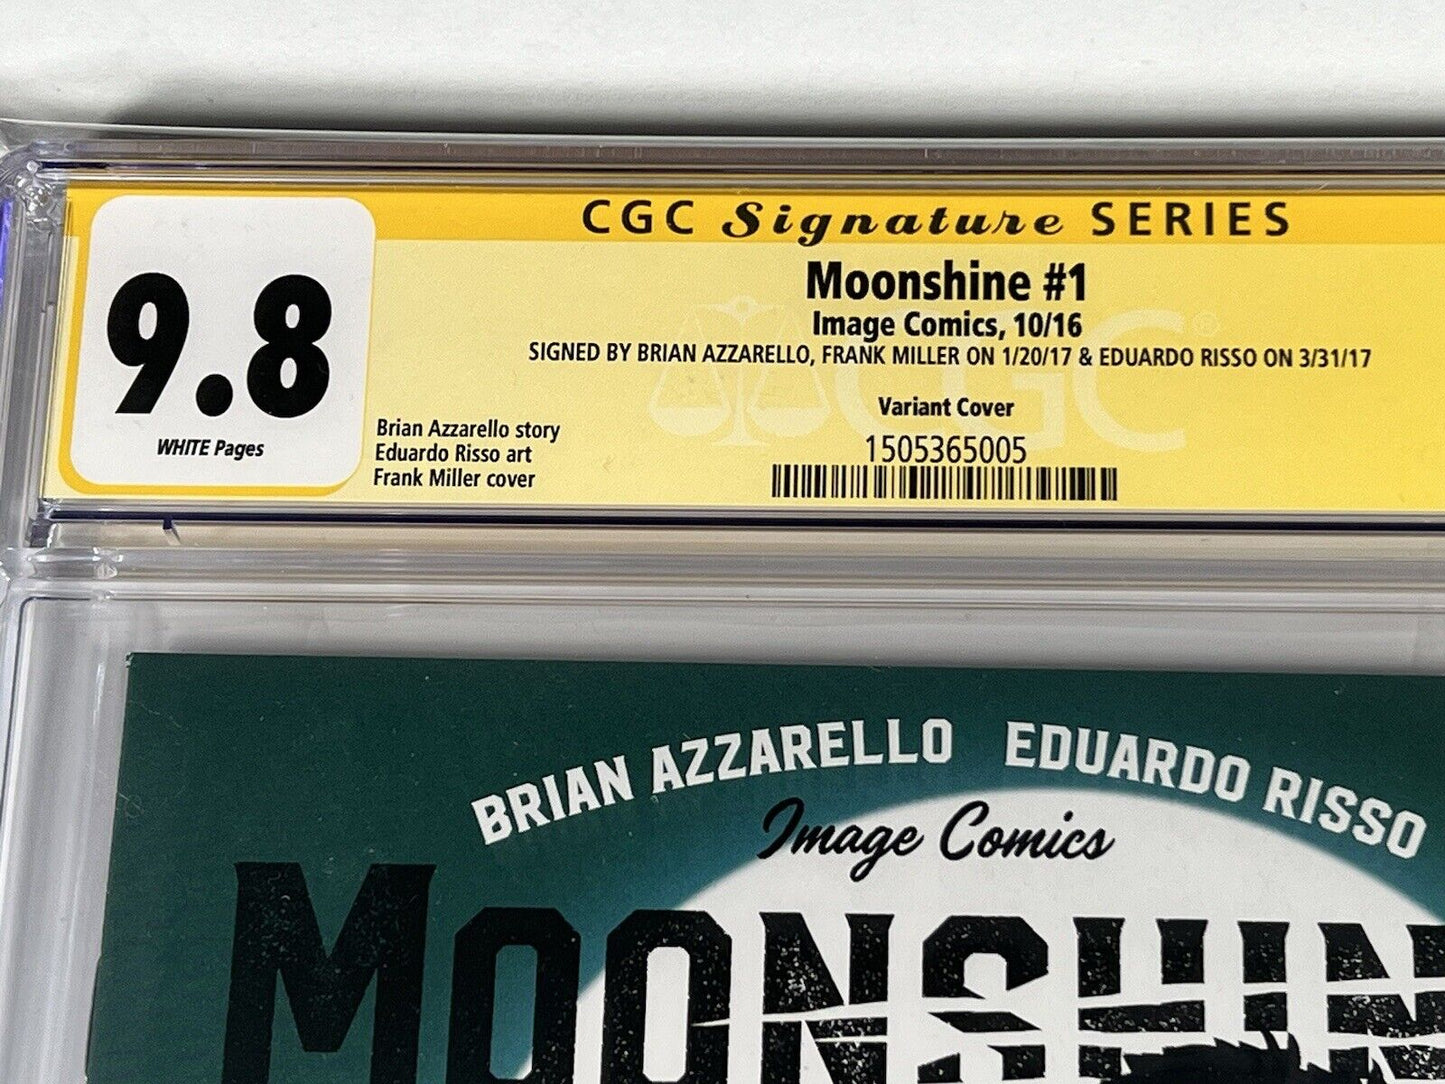 CGC Signature SERIES
9.8
WHITE Pages
Moonshine #1
Image Comics, 10/16
SIGNED BY BRIAN AZZARELLO, FRANK MILLER ON 1/20/17 & EDUARDO RISSO ON 3/31/17
Variant Cover
1505365005
Brian Azzarello story
Eduardo Risso art
Frank Miller cover
CGC®
BRIAN AZZARELLO EDUARDO RISSO
Image Comics
MOONSHIN